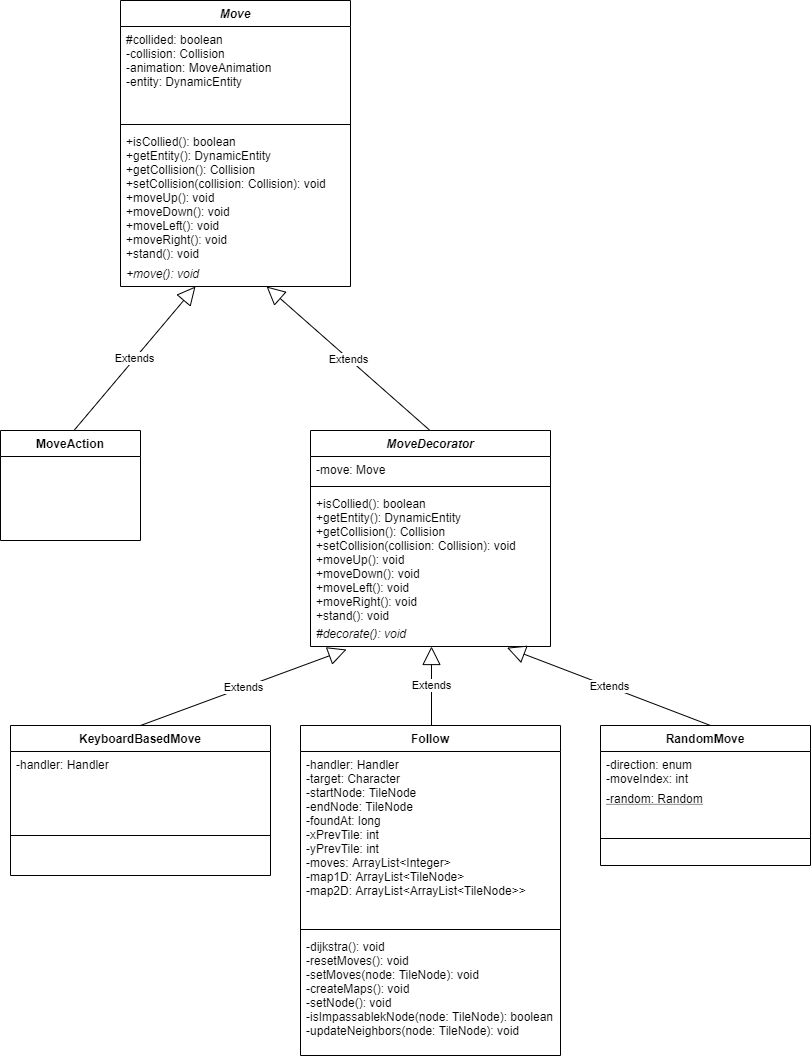 Move
#collided: boolean
-collision: Collision
-animation: MoveAnimation
-entity: DynamicEntity
+isCollied(): boolean
+getEntity(): DynamicEntity
+getCollision(): Collision
+setCollision(collision: Collision): void
+moveUp(): void
+moveDown(): void
+moveLeft(): void
+moveRight(): void
+stand(): void
+move(): void
Extends
Extends
MoveAction
MoveDecorator
-move: Move
+isCollied(): boolean
+getEntity(): DynamicEntity
+getCollision(): Collision
+setCollision(collision: Collision): void
+moveUp(): void
+moveDown(): void
+moveLeft(): void
+moveRight(): void
+stand(): void
#decorate(): void
Extends
Extends
Extends
KeyboardBasedMove
-handler: Handler
Follow
-handler: Handler
-target: Character
-startNode: TileNode
-endNode: TileNode
-foundAt: long
-xPrevTile: int
-yPrevTile: int
-moves: ArrayList<Integer>
-map1D: ArrayList<TileNode>
-map2D: ArrayList<ArrayList<TileNode>>
-dijkstra(): void
-resetMoves(): void
-setMoves(node: TileNode): void
-createMaps(): void
-setNode(): void
-isImpassablekNode(node: TileNode): boolean
-updateNeighbors(node: TileNode): void
RandomMove
-direction: enum
-moveIndex: int
-random: Random